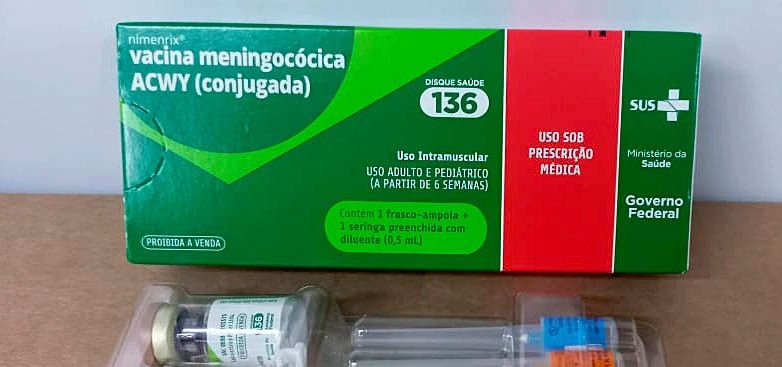 nimenrix®
vacina meningocócica
ACWY (conjugada)
DISQUE SAÚDE
136
Uso Intramuscular
USO ADULTO E PEDIÁTRICO
(A PARTIR DE 6 SEMANAS)
Contém 1 frasco-ampola +
1 seringa preenchida com
diluente (0,5 mL)
PROIBIDA A VENDA
USO SOB
PRESCRIÇÃO
MÉDICA
SUS
Ministério da
Saúde
Governo
Federal
136